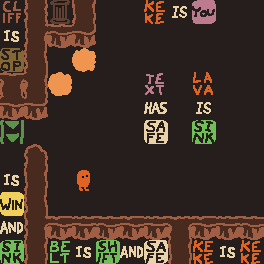 CLIFF
IS
STOP
KEKE IS YOU
TEXT
HAS
SAFE
LAVA
IS
SINK
IS
WIN
AND
SINK
BELT IS SHIFT AND SAFE
KEKE IS KEKE